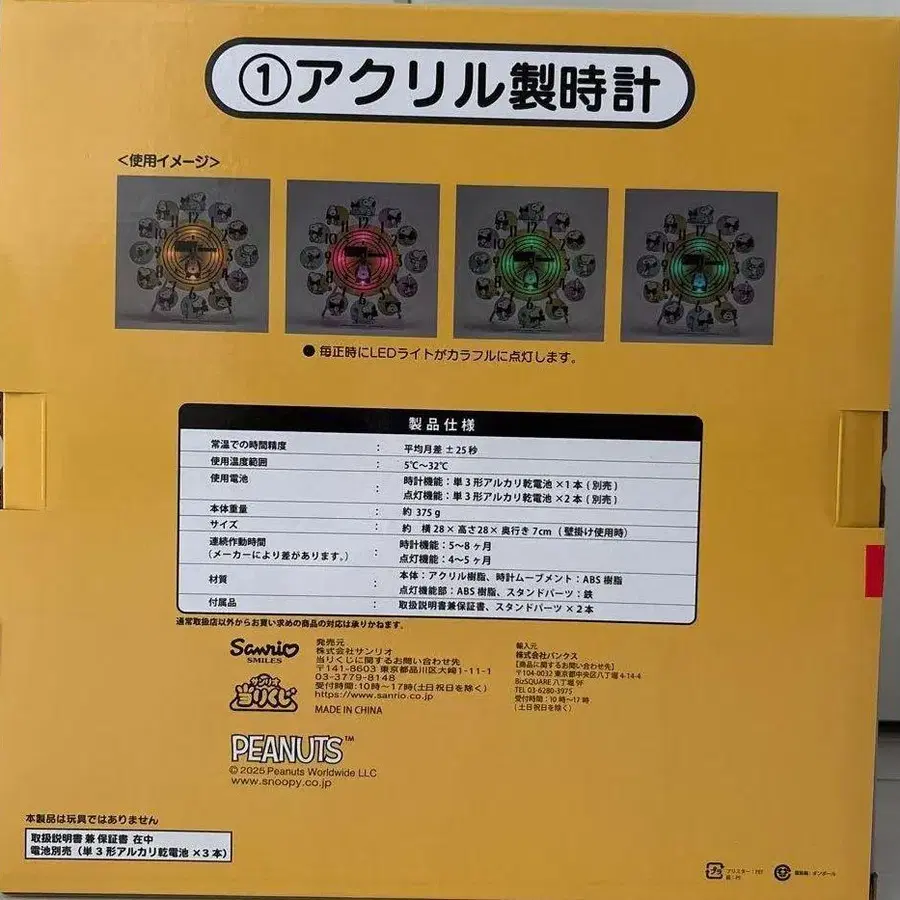 ①アクリル製時計
<使用イメージ>
●毎正時にLEDライトがカラフルに点灯します。
製品仕様
常温での時間精度 : 平均月差 ±25秒
使用温度範囲 : 5℃～32℃
使用電池 : 時計機能：単3形アルカリ乾電池 ×1本(別売)
点灯機能：単3形アルカリ乾電池 ×2本(別売)
本体重量 : 約 375g
サイズ : 約 横28×高さ28×奥行き7cm (壁掛け使用時)
連続作動時間 : 時計機能：5～8ヶ月
(メーカーにより差があります。) 点灯機能：4～5ヶ月
材質 : 本体：アクリル樹脂、時計ムーブメント：ABS樹脂
点灯機能部：ABS樹脂、スタンドパーツ：鉄
付属品 : 取扱説明書兼保証書、スタンドパーツ×2本
通常取扱店以外からお買い求めの商品の対応は承りかねます。
Sanrio
SMILES
サンリオ
当りくじ
発売元
株式会社サンリオ
当りくじに関するお問い合わせ先
〒141-8603 東京都品川区大崎1-11-1
03-3779-8148
受付時間:10時～17時(土日祝日を除く)
https://www.sanrio.co.jp
MADE IN CHINA
輸入元
株式会社バンクス
[商品に関するお問い合わせ先]
〒104-0032 東京都中央区八丁堀4-14-4
BizSQUARE 八丁堀 9F
TEL 03-6280-3975
受付時間：10時～17時
(土日祝日を除く)
PEANUTS™
©2025 Peanuts Worldwide LLC
www.snoopy.co.jp
本製品は玩具ではありません
取扱説明書 兼 保証書 在中
電池別売（単3形アルカリ乾電池 ×3本）
プラ
ブリスター：PET